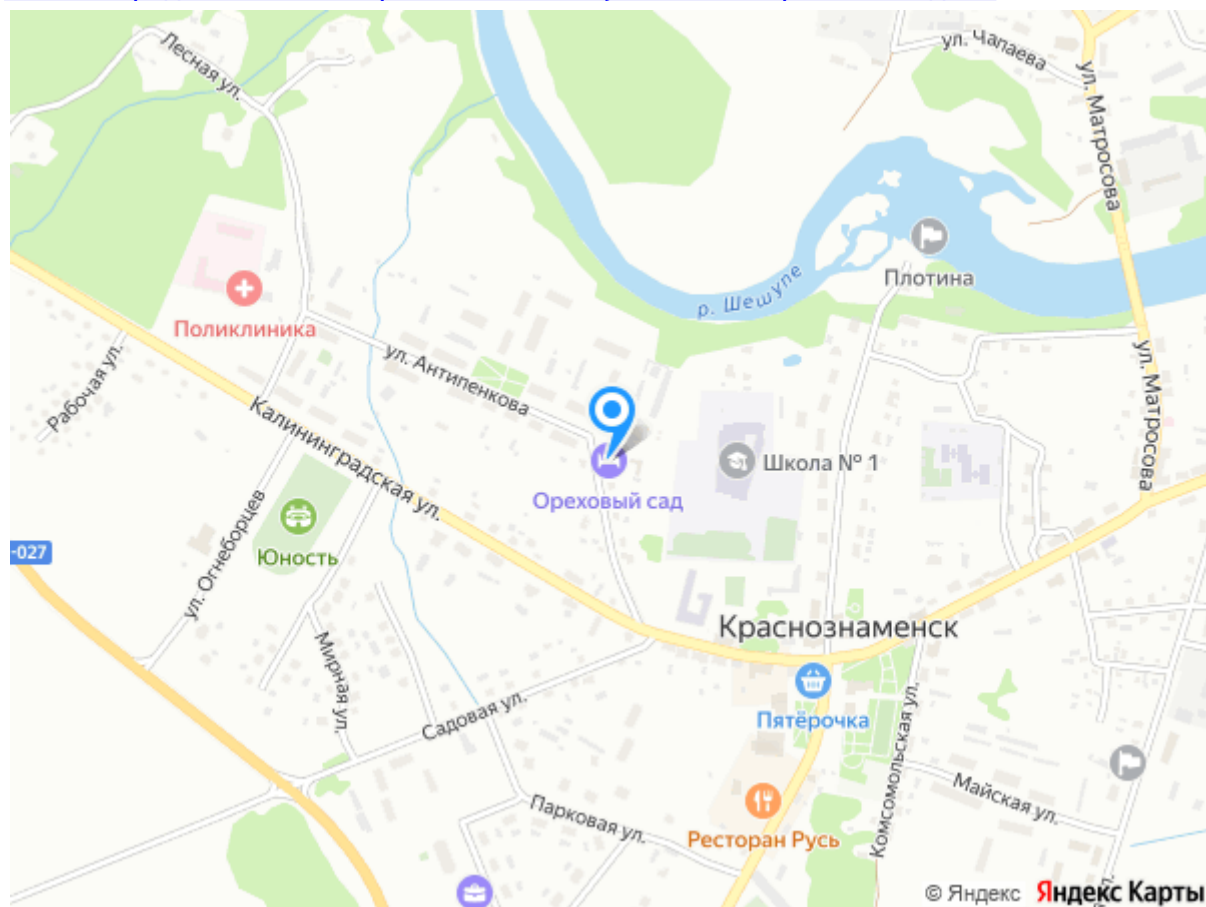 Лесная ул.
ул. Чапаева
ул. Матросова
Плотина
р. Шешупе
Поликлиника
ул. Антипенкова
ул. Матросова
Рабочая ул.
Калининградская ул.
Школа № 1
Ореховый сад
-027
Юность
ул. Огнеборцев
Краснознаменск
Мирная ул.
Садовая ул.
Пятёрочка
Комсомольская ул.
Майская ул.
Парковая ул.
Ресторан Русь
© Яндекс Яндекс Карты